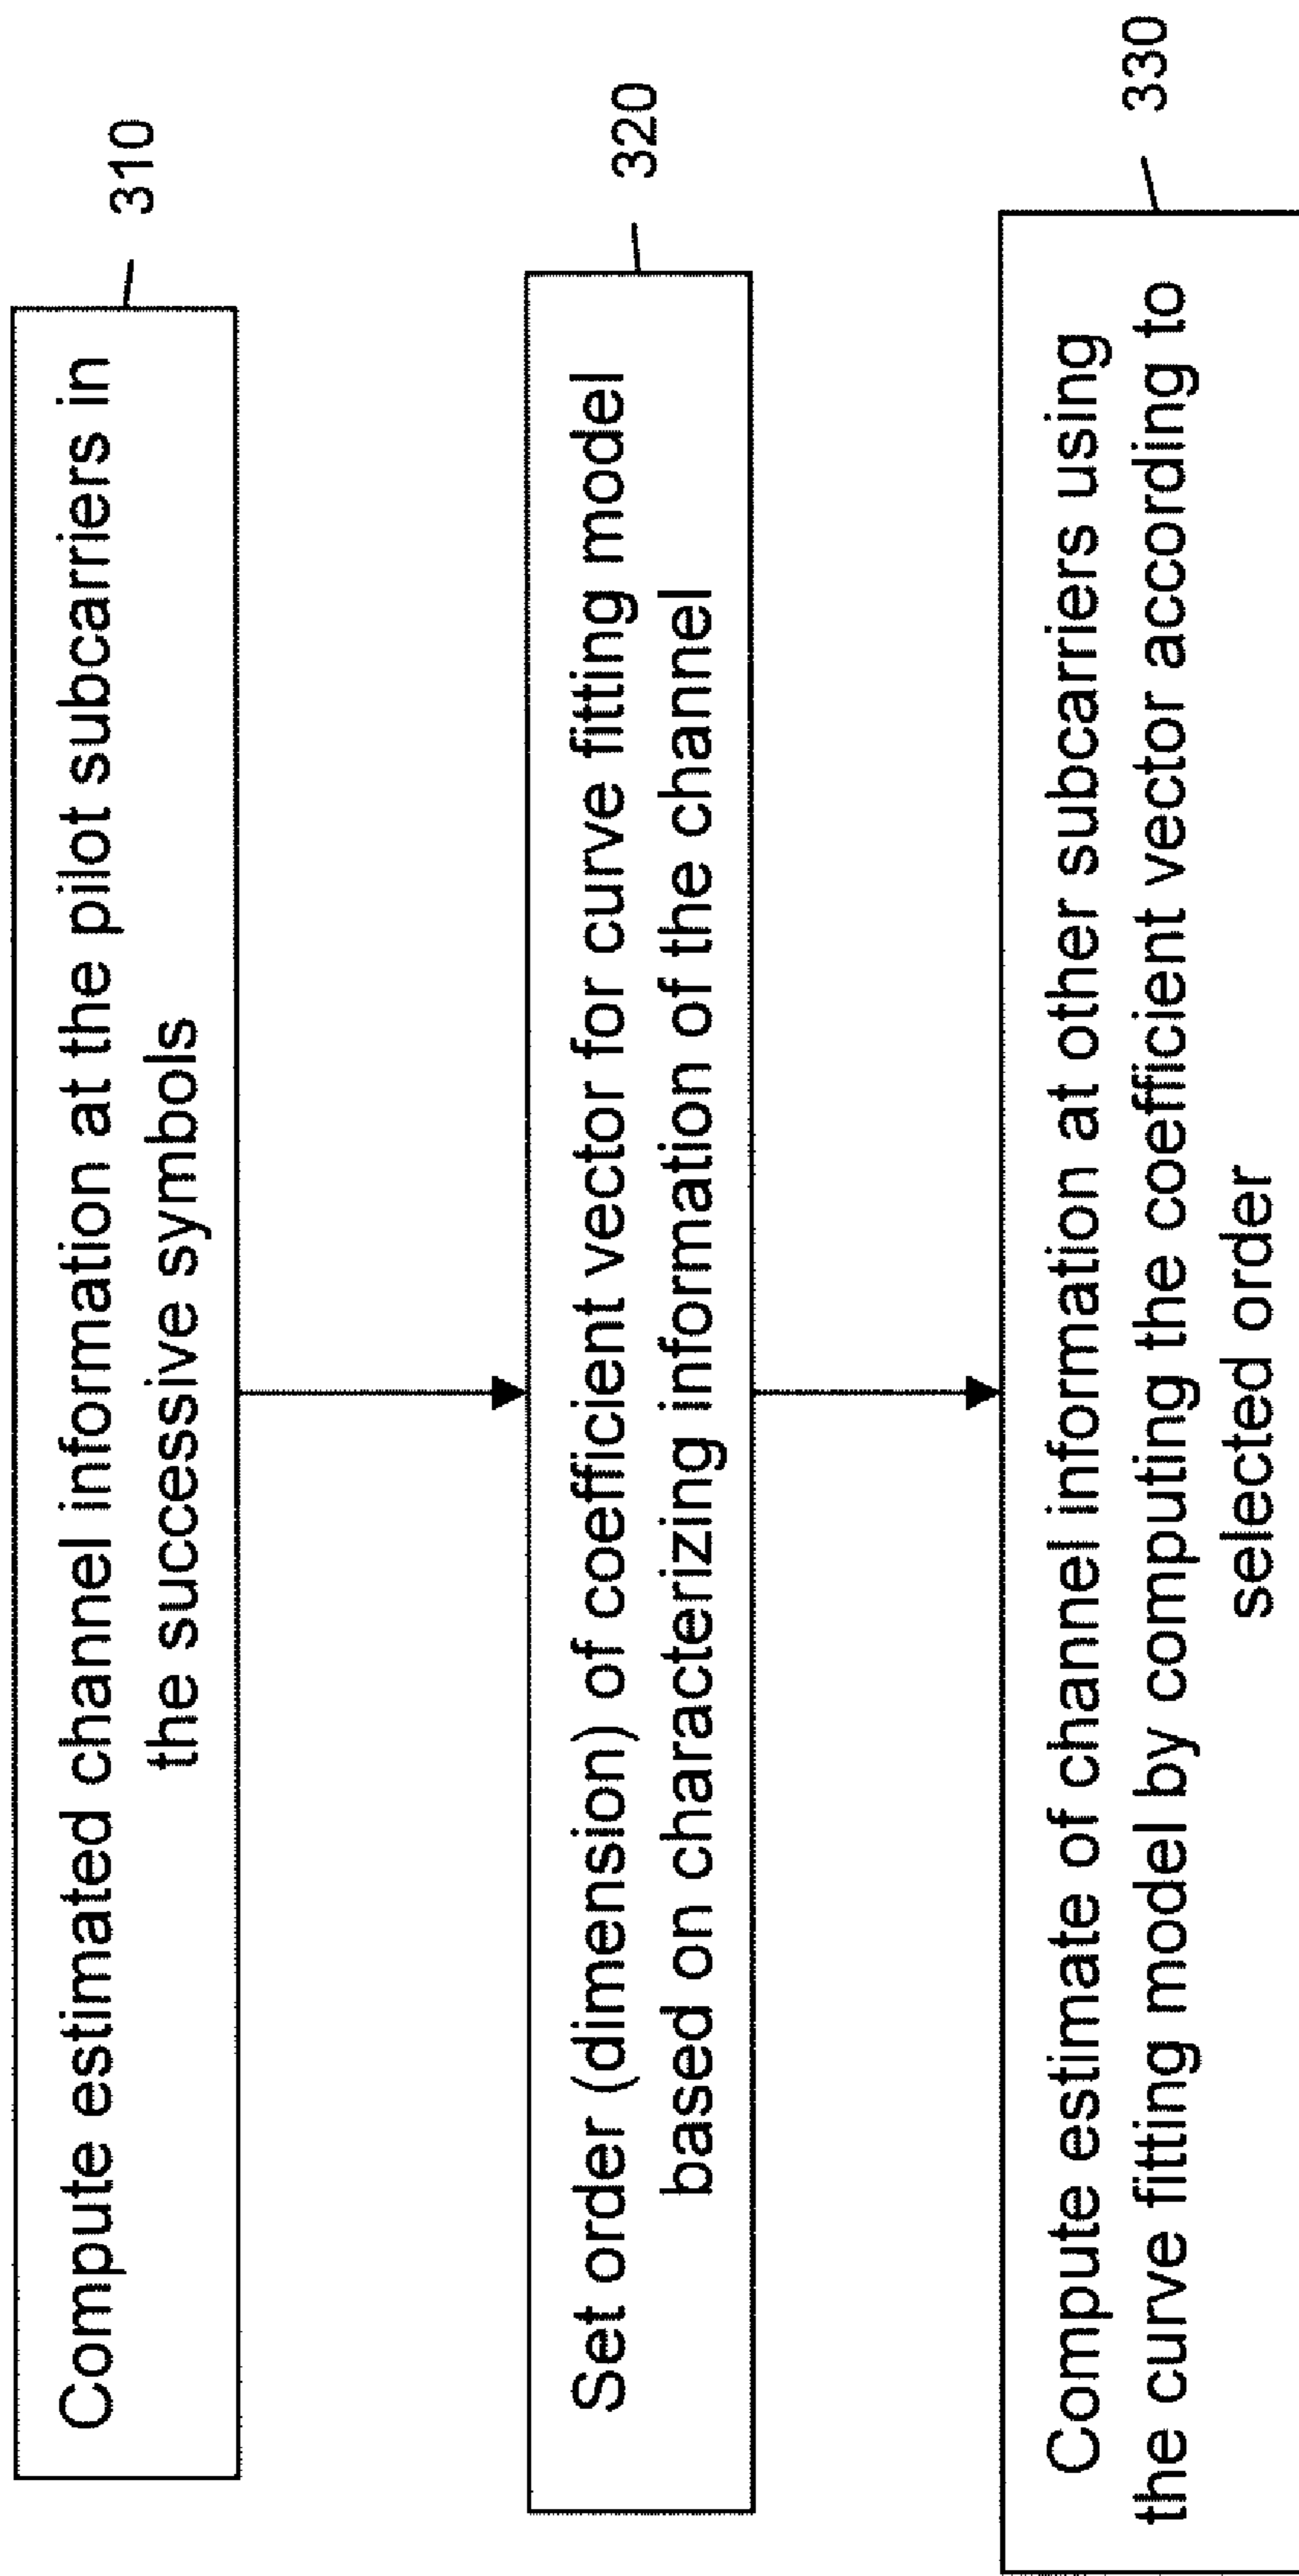 Compute estimated channel information at the pilot subcarriers in
the successive symbols
310
Set order (dimension) of coefficient vector for curve fitting model
based on characterizing information of the channel
320
Compute estimate of channel information at other subcarriers using
the curve fitting model by computing the coefficient vector according to
selected order
330